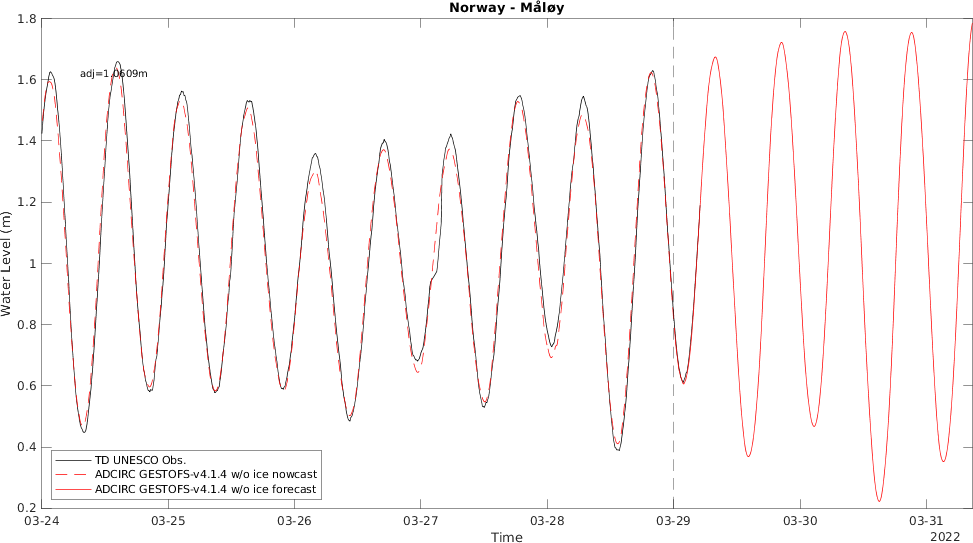 Norway - Måløy
adj=1.0609m
Water Level (m)
1.8
1.6
1.4
1.2
1
0.8
0.6
0.4
0.2
TD UNESCO Obs.
ADCIRC GESTOFS-v4.1.4 w/o ice nowcast
ADCIRC GESTOFS-v4.1.4 w/o ice forecast
03-24 03-25 03-26 03-27 03-28 03-29 03-30 03-31
Time
2022